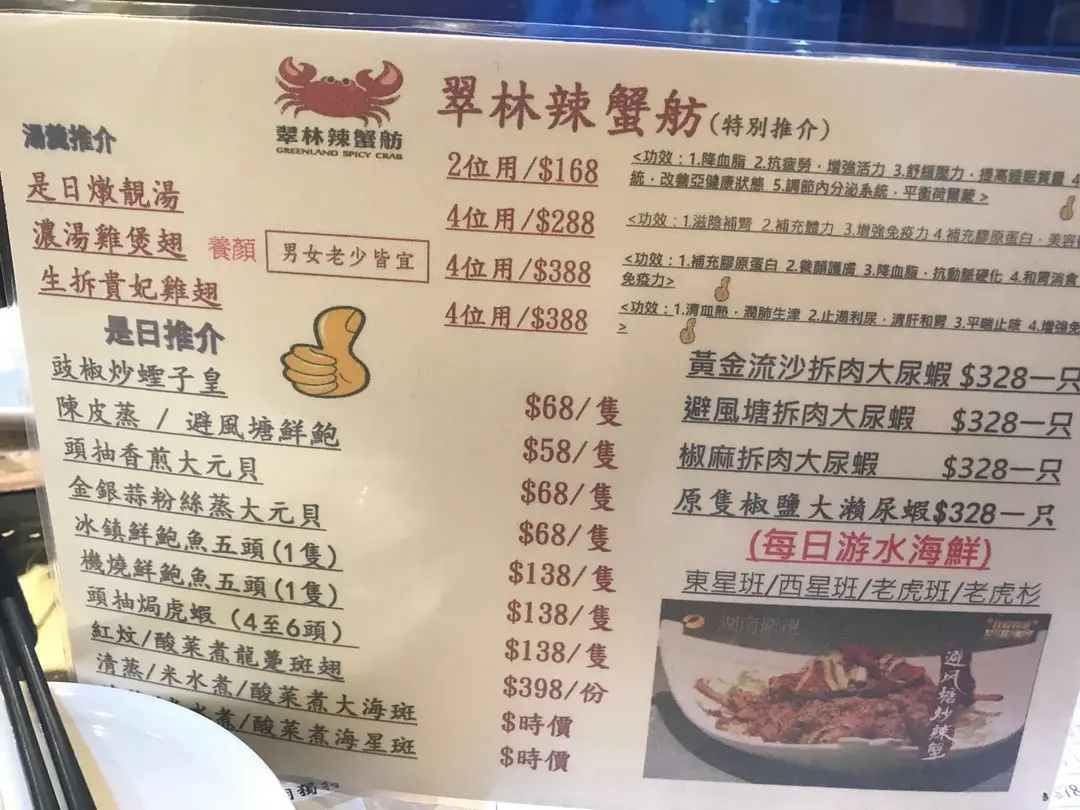 翠林辣蟹舫
GREENLAND SPICY CRAB
翠林辣蟹舫(特別推介)
湯羹推介
是日燉靚湯
2位用/$168
<功效：1.降血脂 2.抗疲勞．增強活力 3.舒緩壓力．提高睡眠質量 4
統．改善亞健康狀態 5.調節內分泌系統．平衡荷爾蒙>
濃湯雞煲翅 養顏 男女老少皆宜
4位用/$288
<功效：1.滋陰補腎 2.補充體力 3.增強免疫力 4.補充膠原蛋白．美容
生拆貴妃雞翅
4位用/$388
<功效：1.補充膠原蛋白 2.養顏護膚 3.降血脂．抗動脈硬化 4.和胃消食
免疫力>
4位用/$388
<功效：1.清血熱．潤肺生津 2.止渴利尿．清肝和胃 3.平喘止咳 4.增強免
>
是日推介
豉椒炒蟶子皇
$68/隻
陳皮蒸 / 避風塘鮮鮑
$58/隻
頭抽香煎大元貝
$68/隻
金銀蒜粉絲蒸大元貝
$68/隻
冰鎮鮮鮑魚五頭(1隻)
$138/隻
機燒鮮鮑魚五頭(1隻)
$138/隻
頭抽焗虎蝦 (4至6頭)
$138/隻
紅炆/酸菜煮龍躉斑翅
$398/份
清蒸/米水煮/酸菜煮大海斑
$時價
水煮/酸菜煮海星斑
$時價
黃金流沙拆肉大尿蝦 $328一只
避風塘拆肉大尿蝦 $328一只
椒麻拆肉大尿蝦 $328一只
原隻椒鹽大瀨尿蝦$328一只
(每日游水海鮮)
東星班/西星班/老虎班/老虎杉
避风塘炒辣蟹